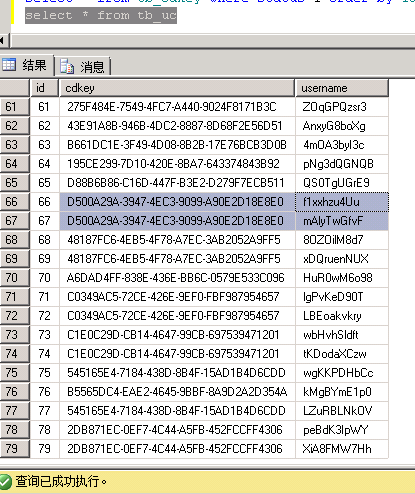 select * from tb_uc
结果 消息
id cdkey username
61 61 275F484E-7549-4FC7-A440-9024F8171B3C ZOqGPQzsr3
62 62 43E91A8B-946B-4DC2-8887-8D68F2E56D51 AnxyG8boXg
63 63 B661DC1E-3F49-4D08-8B2B-17E76BCB3D0B 4mOA3byI3c
64 64 195CE299-7D10-420E-8BA7-643374843B92 pNg3dQGNQB
65 65 D88B6B86-C16D-447F-B3E2-D279F7ECB511 QS0TgUGrE9
66 66 D500A29A-3947-4EC3-9099-A90E2D18E8E0 f1xxhzu4Uu
67 67 D500A29A-3947-4EC3-9099-A90E2D18E8E0 mAlyTwGfvF
68 68 48187FC6-4EB5-4F78-A7EC-3AB2052A9FF5 8OZOilM8d7
69 69 48187FC6-4EB5-4F78-A7EC-3AB2052A9FF5 xDQruenNUX
70 70 A6DAD4FF-838E-436E-BB6C-0579E533C096 HuR0wM6o98
71 71 C0349AC5-72CE-426E-9EF0-FBF987954657 IgPvKeD90T
72 72 C0349AC5-72CE-426E-9EF0-FBF987954657 LBEoakvkry
73 73 C1E0C29D-CB14-4647-99CB-697539471201 wbHvhSldft
74 74 C1E0C29D-CB14-4647-99CB-697539471201 tKDodaXCzw
75 75 545165E4-7184-438D-8B4F-15AD1B4D6CDD wgKKPDHbCc
76 76 B5565DC4-EAE2-4645-9BBF-8A9D2A2D354A kMgBYmE1p0
77 77 545165E4-7184-438D-8B4F-15AD1B4D6CDD LZuRBLNkOV
78 78 2DB871EC-0EF7-4C44-A5FB-452FCCFF4306 peBdK3IpWY
79 79 2DB871EC-0EF7-4C44-A5FB-452FCCFF4306 XiA8FMW7Hh
查询已成功执行。